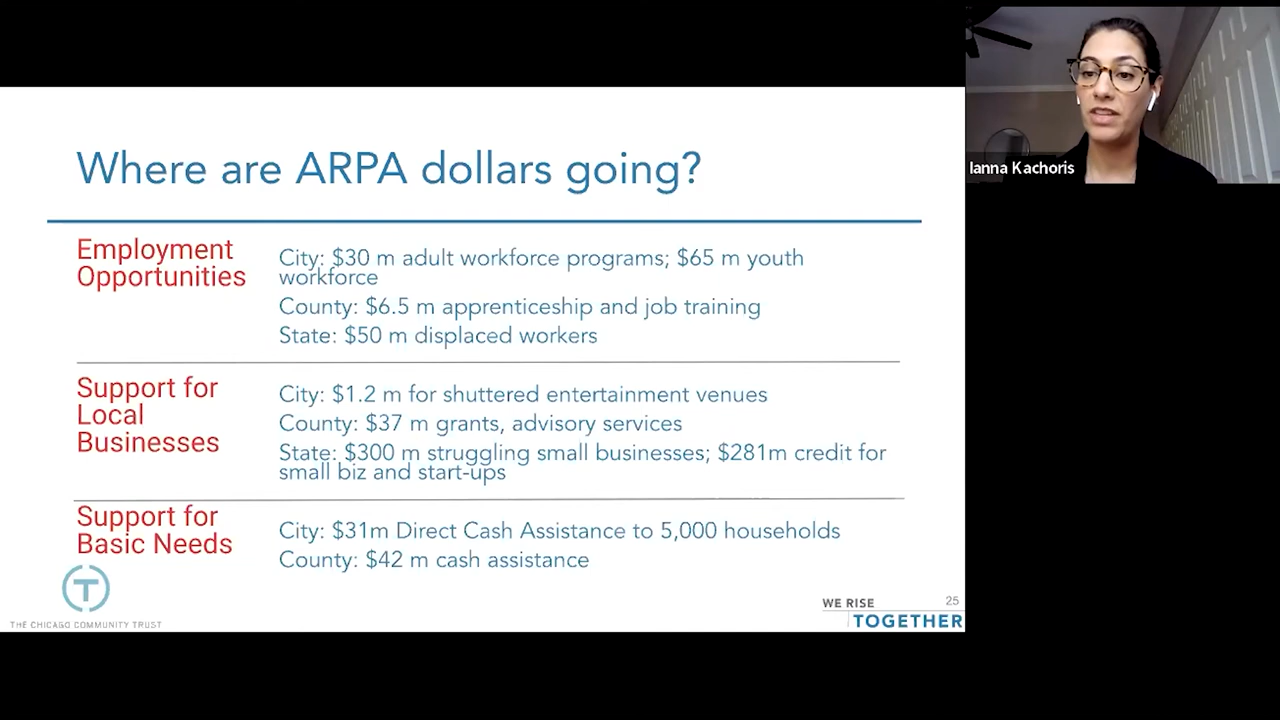 Where are ARPA dollars going?
Employment
Opportunities
City: $30 m adult workforce programs; $65 m youth
workforce
County: $6.5 m apprenticeship and job training
State: $50 m displaced workers
Support for
Local
Businesses
City: $1.2 m for shuttered entertainment venues
County: $37 m grants, advisory services
State: $300 m struggling small businesses; $281m credit for
small biz and start-ups
Support for
Basic Needs
City: $31m Direct Cash Assistance to 5,000 households
County: $42 m cash assistance
T
THE CHICAGO COMMUNITY TRUST
WE RISE
TOGETHER
25
Ianna Kachoris